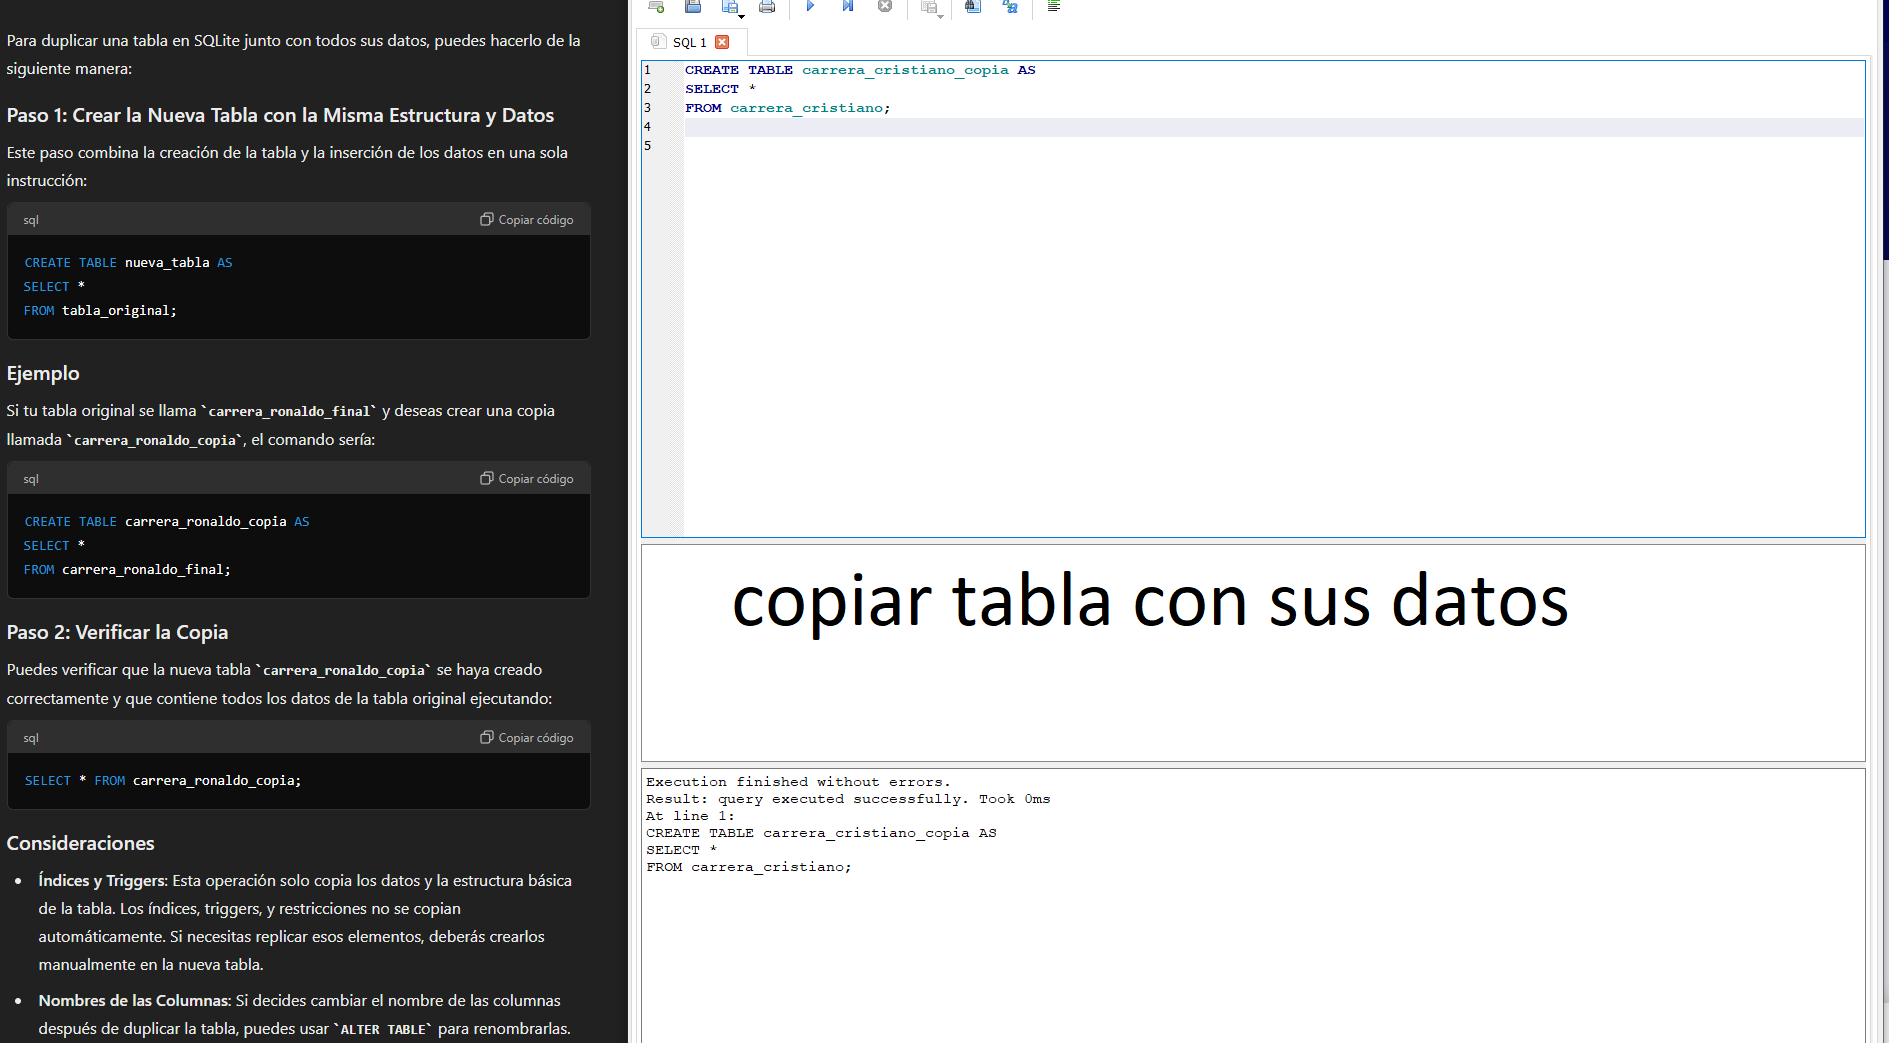 Para duplicar una tabla en SQLite junto con todos sus datos, puedes hacerlo de la
siguiente manera:
Paso 1: Crear la Nueva Tabla con la Misma Estructura y Datos
Este paso combina la creación de la tabla y la inserción de los datos en una sola
instrucción:
sql
Copiar código
CREATE TABLE nueva_tabla AS
SELECT *
FROM tabla_original;
Ejemplo
Si tu tabla original se llama `carrera_ronaldo_final` y deseas crear una copia
llamada `carrera_ronaldo_copia`, el comando sería:
sql
Copiar código
CREATE TABLE carrera_ronaldo_copia AS
SELECT *
FROM carrera_ronaldo_final;
Paso 2: Verificar la Copia
Puedes verificar que la nueva tabla `carrera_ronaldo_copia` se haya creado
correctamente y que contiene todos los datos de la tabla original ejecutando:
sql
Copiar código
SELECT * FROM carrera_ronaldo_copia;
Consideraciones
• Índices y Triggers: Esta operación solo copia los datos y la estructura básica
de la tabla. Los índices, triggers, y restricciones no se copian
automáticamente. Si necesitas replicar esos elementos, deberás crearlos
manualmente en la nueva tabla.
• Nombres de las Columnas: Si decides cambiar el nombre de las columnas
después de duplicar la tabla, puedes usar `ALTER TABLE` para renombrarlas.
SQL 1
1 CREATE TABLE carrera_cristiano_copia AS
2 SELECT *
3 FROM carrera_cristiano;
4
5
copiar tabla con sus datos
Execution finished without errors.
Result: query executed successfully. Took 0ms
At line 1:
CREATE TABLE carrera_cristiano_copia AS
SELECT *
FROM carrera_cristiano;